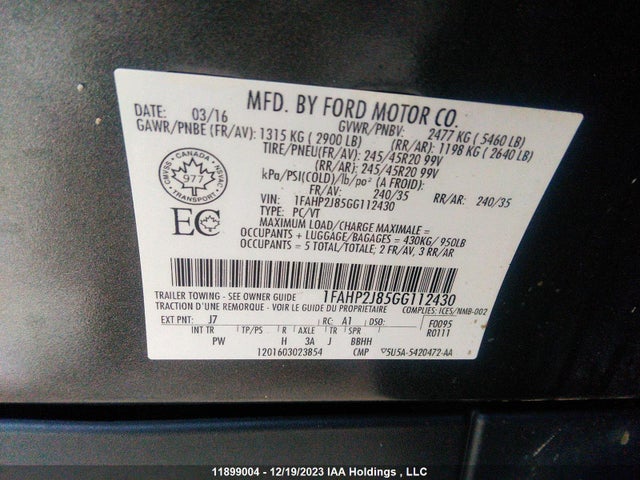 MFD. BY FORD MOTOR CO.
DATE: 03/16 GVWR/PNBV: 2477 KG ( 5460 LB)
GAWR/PNBE (FR/AV): 1315 KG ( 2900 LB) (RR/AR): 1198 KG ( 2640 LB)
TIRE/PNEU(FR/AV): 245/45R20 99V
(RR/AR): 245/45R20 99V
kPa/PSI(COLD)/lb/po² (A FROID):
FR/AV: 240/35 RR/AR: 240/35
VIN: 1FAHP2J85GG112430
TYPE: PC/VT
MAXIMUM LOAD/CHARGE MAXIMALE =
OCCUPANTS + LUGGAGE/BAGAGES = 430KG/ 950LB
OCCUPANTS = 5 TOTAL/TOTALE; 2 FR/AV, 3 RR/AR
CANADA
CMVSS NSVAC
977
TRANSPORT
EC
1FAHP2J85GG112430
TRAILER TOWING - SEE OWNER GUIDE
TRACTION D'UNE REMORQUE - VOIR LE GUIDE COMPLIES: ICES/NMB-002
EXT PNT: J7 RC: A1 DSO: F0095
INT TR TP/PS R AXLE TR SPR R0111
PW H 3A J BBHH
1201603023854 CMP 5U5A-5420472-AA
11899004 - 12/19/2023 IAA Holdings , LLC